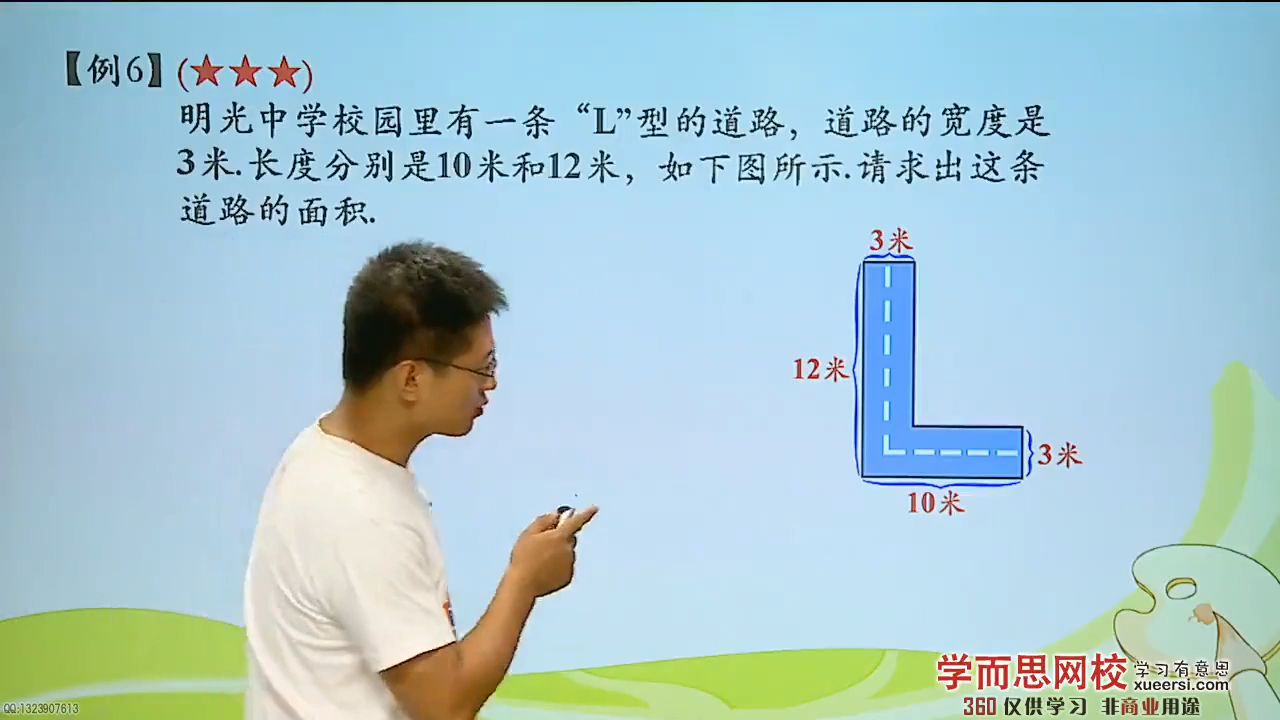 【例6】(★★★)
明光中学校园里有一条“L”型的道路，道路的宽度是
3米.长度分别是10米和12米，如下图所示.请求出这条
道路的面积.
3米
12米
3米
10米
学而思网校 学习有意思
xueersi.com
360 仅供学习 非商业用途
QQ:1323907613